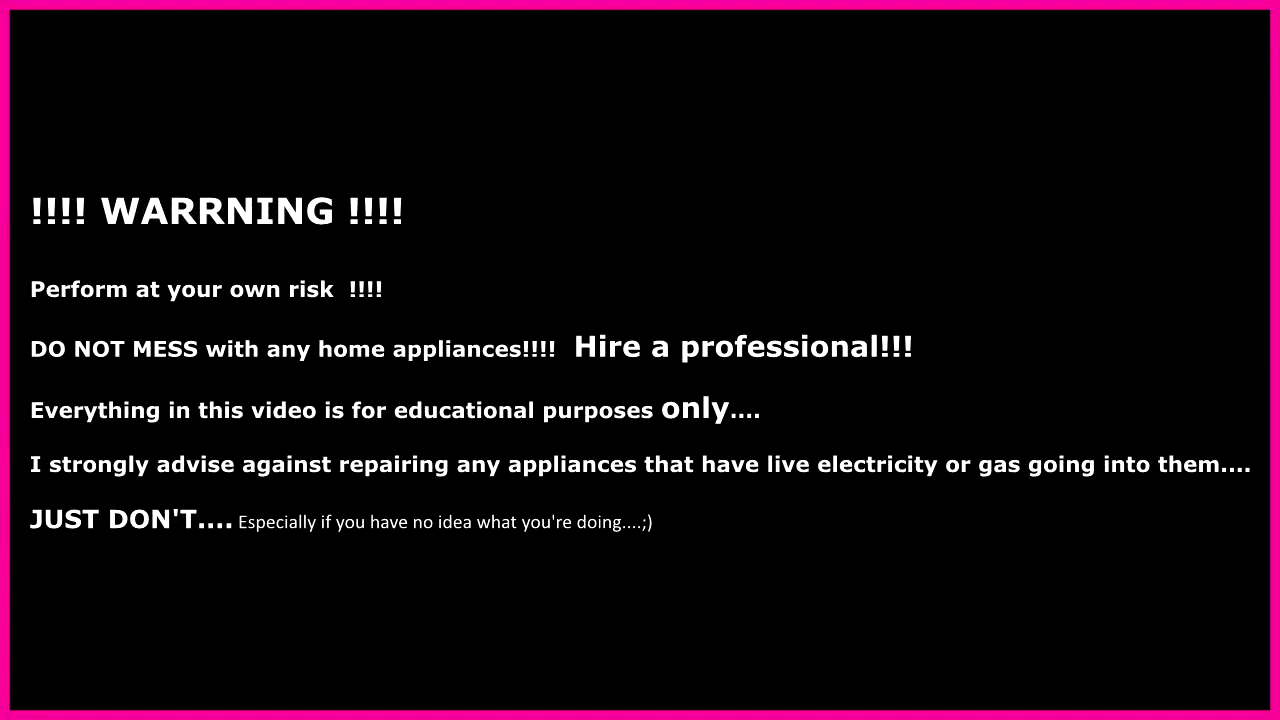 !!!! WARRNING !!!!
Perform at your own risk  !!!!
DO NOT MESS with any home appliances!!!!  Hire a professional!!!
Everything in this video is for educational purposes only....
I strongly advise against repairing any appliances that have live electricity or gas going into them....
JUST DON'T.... Especially if you have no idea what you're doing....;)